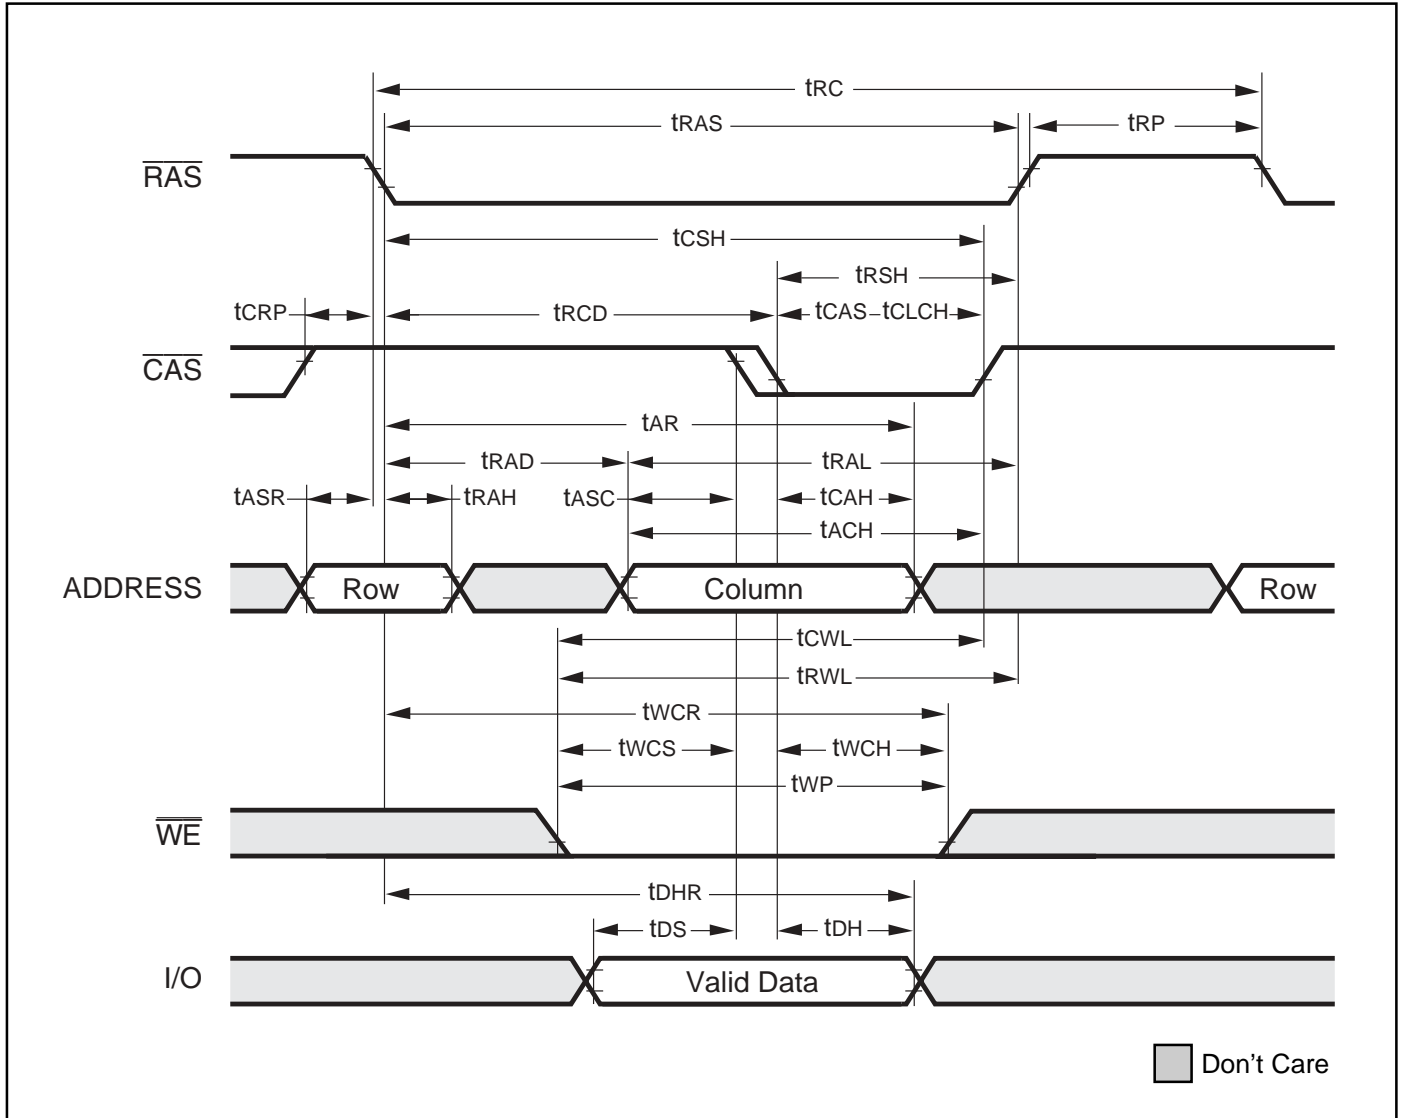 tRC
tRAS
tRP
RAS
tCSH
tRSH
tCRP
tRCD
tCAS
tCLCH
CAS
tAR
tRAD
tRAL
tASR
tRAH
tASC
tCAH
tACH
ADDRESS
Row
Column
Row
tCWL
tRWL
tWCR
tWCS
tWCH
tWP
WE
tDHR
tDS
tDH
I/O
Valid Data
Don't Care